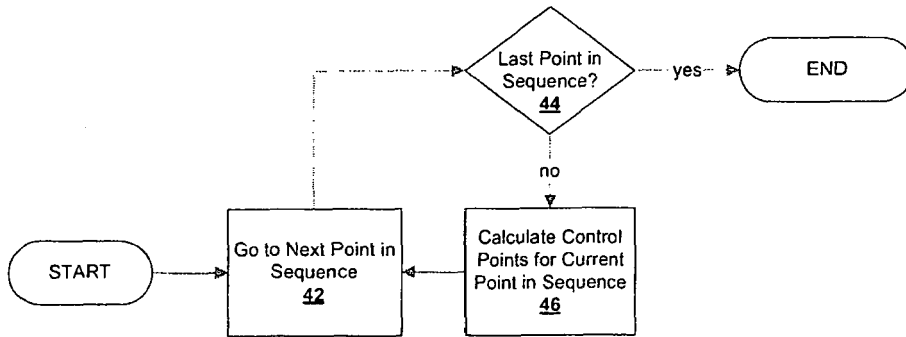 Last Point in
Sequence?
44
yes
END
no
START
Go to Next Point in
Sequence
42
Calculate Control
Points for Current
Point in Sequence
46